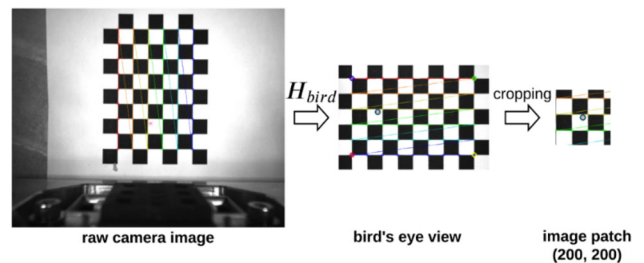 H_bird
cropping
raw camera image
bird's eye view
image patch
(200, 200)